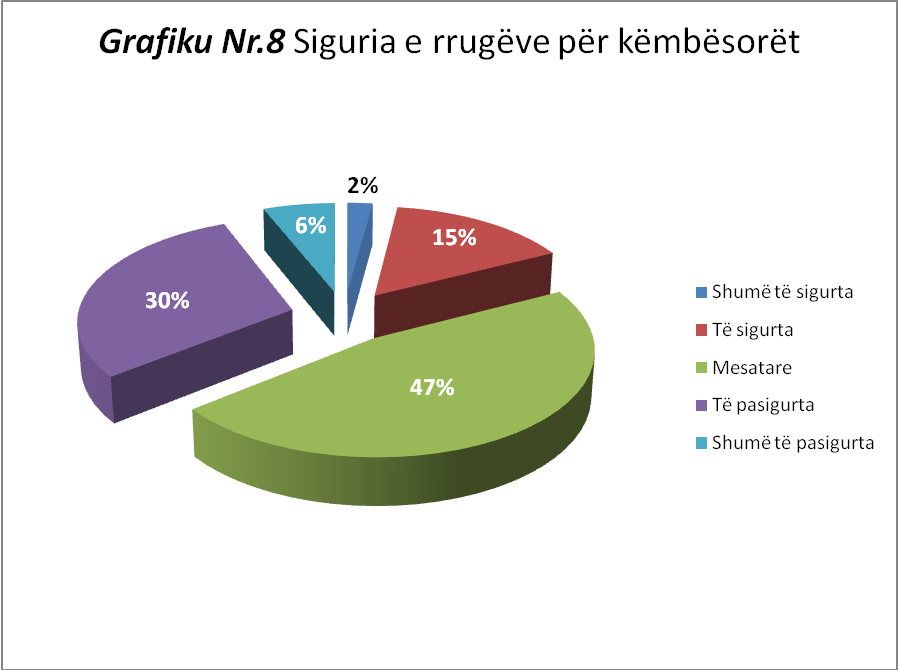 Grafiku Nr.8 Siguria e rrugëve për këmbësorët
2%
15%
6%
30%
47%
Shumë të sigurta
Të sigurta
Mesatare
Të pasigurta
Shumë të pasigurta